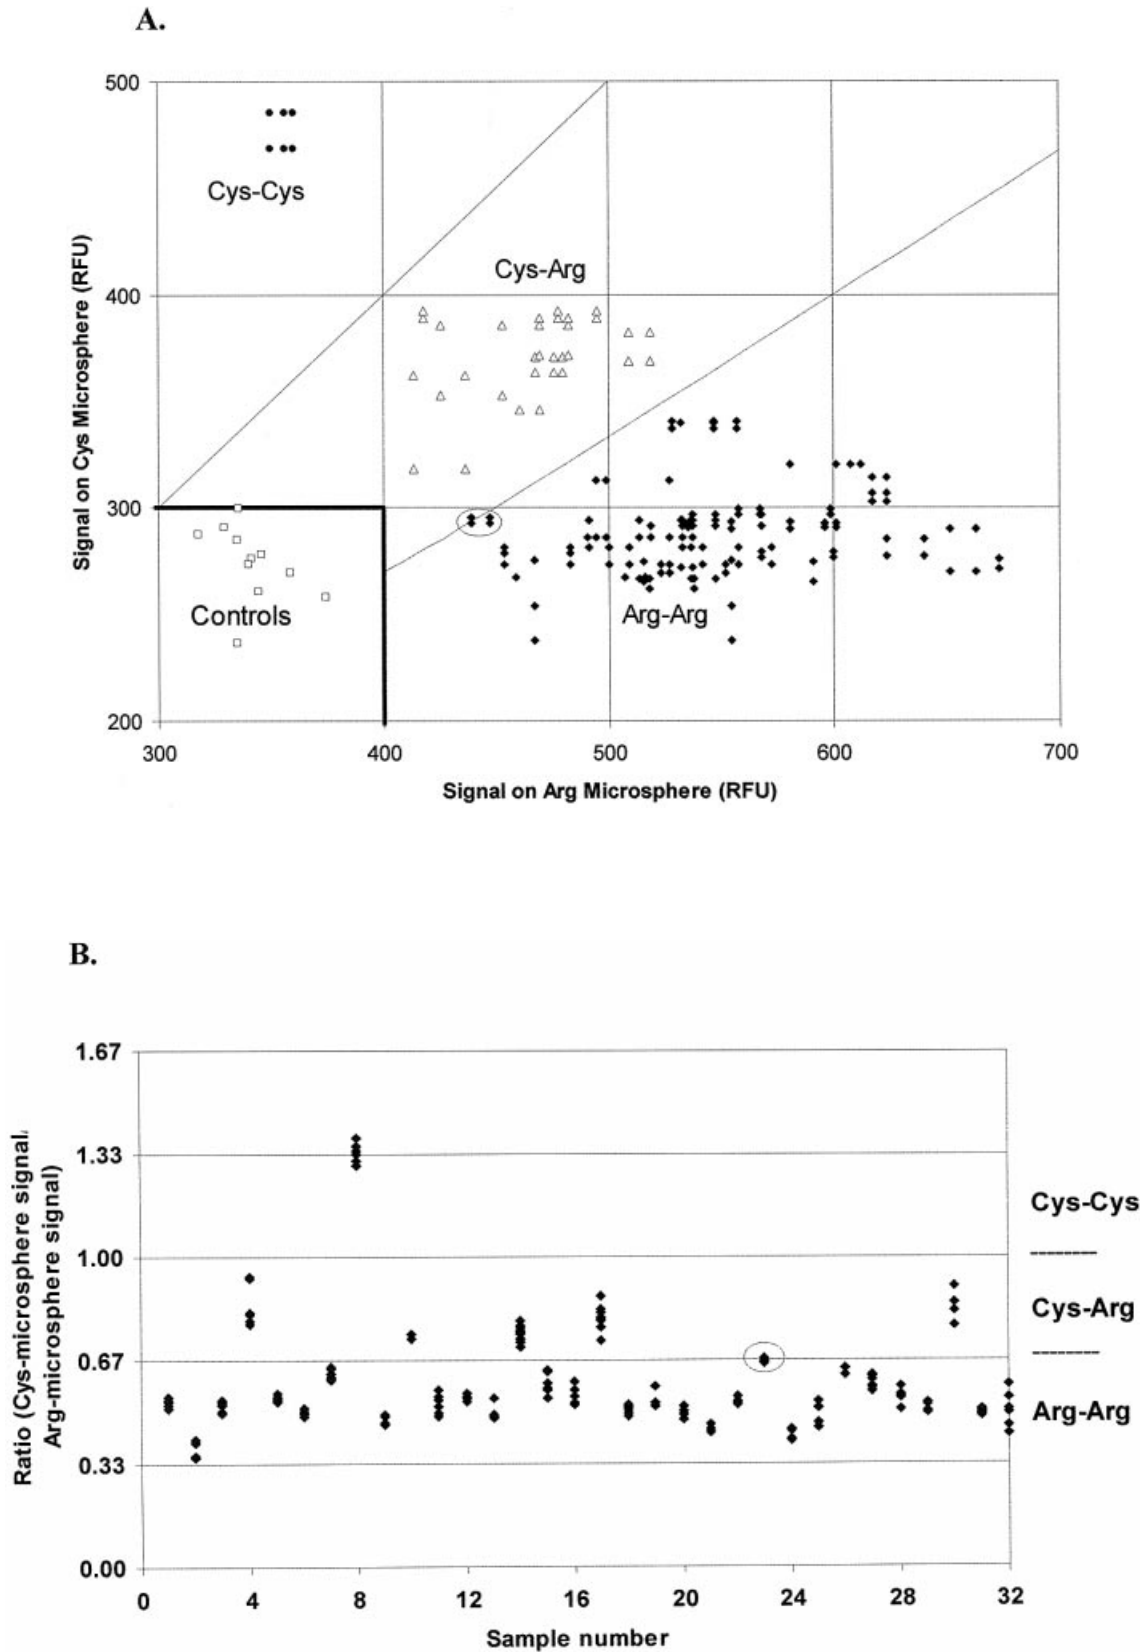 A.
500
Cys-Cys
Cys-Arg
400
Signal on Cys Microsphere (RFU)
300
Controls
Arg-Arg
200
300 400 500 600 700
Signal on Arg Microsphere (RFU)
B.
1.67
1.33
1.00
0.67
0.33
0.00
Ratio (Cys-microsphere signal/
Arg-microsphere signal)
Cys-Cys
--------
Cys-Arg
--------
Arg-Arg
0 4 8 12 16 20 24 28 32
Sample number